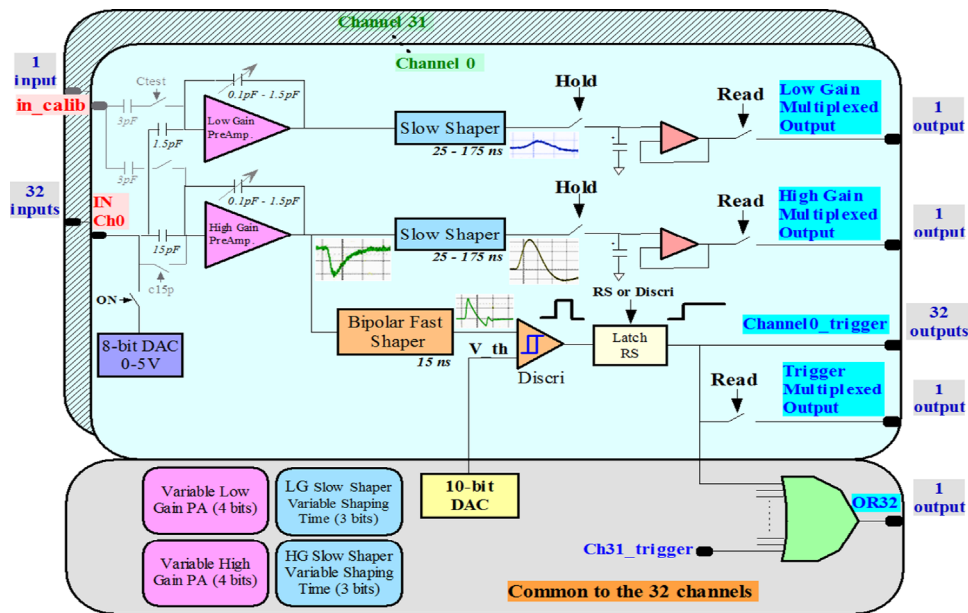 Channel 31
Channel 0
1
input
in_calib
Ctest
3pF
0.1pF - 1.5pF
Low Gain
PreAmp.
1.5pF
Slow Shaper
25 - 175 ns
Hold
Read
Low Gain
Multiplexed
Output
1
output
3pF
32
inputs
IN
Ch0
0.1pF - 1.5pF
High Gain
PreAmp.
15pF
c15p
Slow Shaper
25 - 175 ns
Hold
Read
High Gain
Multiplexed
Output
1
output
ON
8-bit DAC
0-5V
Bipolar Fast
Shaper
15 ns
V_th
Discri
RS or Discri
Latch
RS
Channel0_trigger
32
outputs
Read
Trigger
Multiplexed
Output
1
output
Variable Low
Gain PA (4 bits)
LG Slow Shaper
Variable Shaping
Time (3 bits)
10-bit
DAC
OR32
1
output
Variable High
Gain PA (4 bits)
HG Slow Shaper
Variable Shaping
Time (3 bits)
Ch31_trigger
Common to the 32 channels